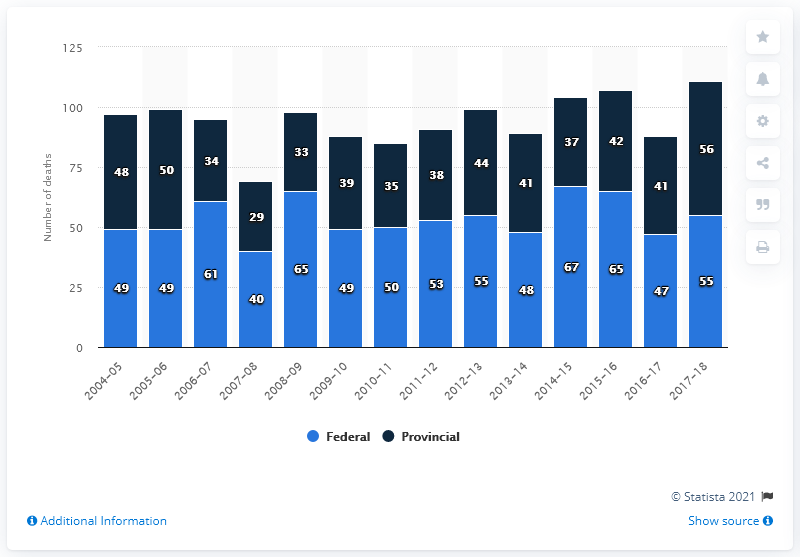 125
100
75
50
25
0
Number of deaths
48 50 34 29 33 39 35 38 44 41 37 42 41 56
49 49 61 40 65 49 50 53 55 48 67 65 47 55
2004–05 2005–06 2006–07 2007–08 2008–09 2009–10 2010–11 2011–12 2012–13 2013–14 2014–15 2015–16 2016–17 2017–18
Federal Provincial
© Statista 2021
Additional Information Show source